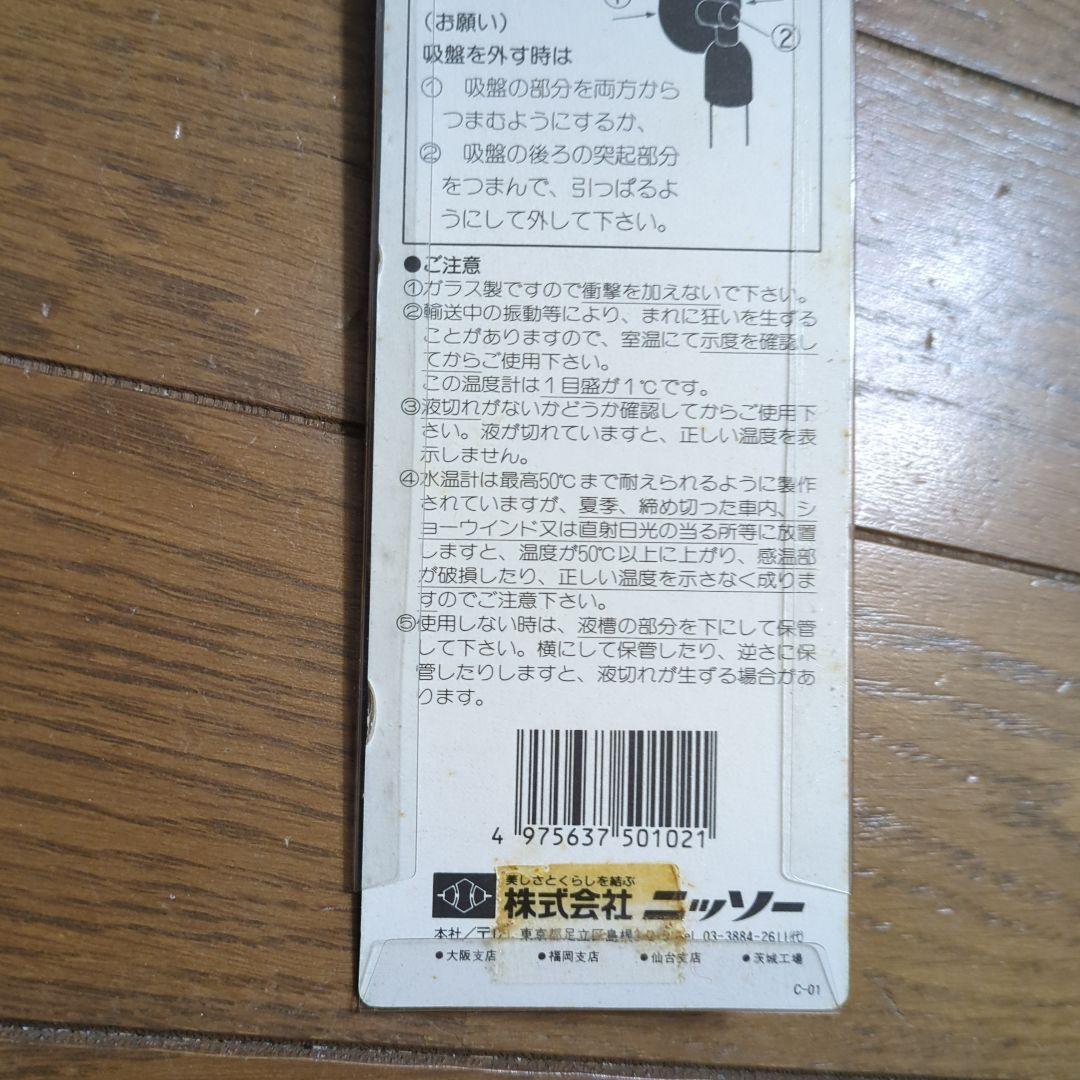 ①
②
(お願い)
吸盤を外す時は
① 吸盤の部分を両方から
つまむようにするか、
② 吸盤の後ろの突起部分
をつまんで、引っぱるよ
うにして外して下さい。
●ご注意
①ガラス製ですので衝撃を加えないで下さい。
②輸送中の振動等により、まれに狂いを生ずる
ことがありますので、室温にて示度を確認し
てからご使用下さい。
この温度計は1目盛が1℃です。
③液切れがないかどうか確認してからご使用下
さい。液が切れていますと、正しい温度を表
示しません。
④水温計は最高50℃まで耐えられるように製作
されていますが、夏季、締め切った車内、シ
ョーウインド又は直射日光の当る所等に放置
しますと、温度が50℃以上に上がり、感温部
が破損したり、正しい温度を示さなく成りま
すのでご注意下さい。
⑤使用しない時は、液槽の部分を下にして保管
して下さい。横にして保管したり、逆さに保
管したりしますと、液切れが生ずる場合があ
ります。
4 975637 501021
美しさとくらしを結ぶ
株式会社 ニッソー
本社/〒 東京都足立区島根 Tel 03-3884-2611㈹
●大阪支店 ●福岡支店 ●仙台支店 ●茨城工場
C-01